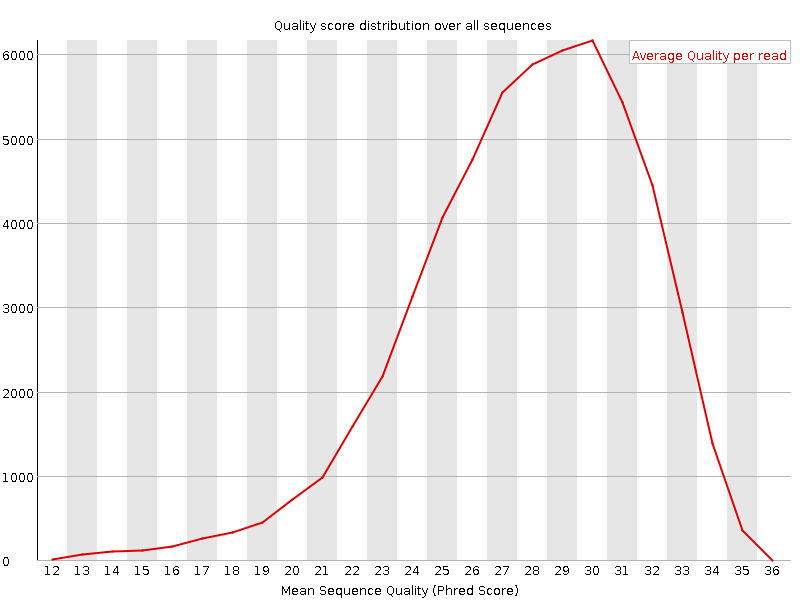 Quality score distribution over all sequences
Average Quality per read
6000
5000
4000
3000
2000
1000
0
12 13 14 15 16 17 18 19 20 21 22 23 24 25 26 27 28 29 30 31 32 33 34 35 36
Mean Sequence Quality (Phred Score)